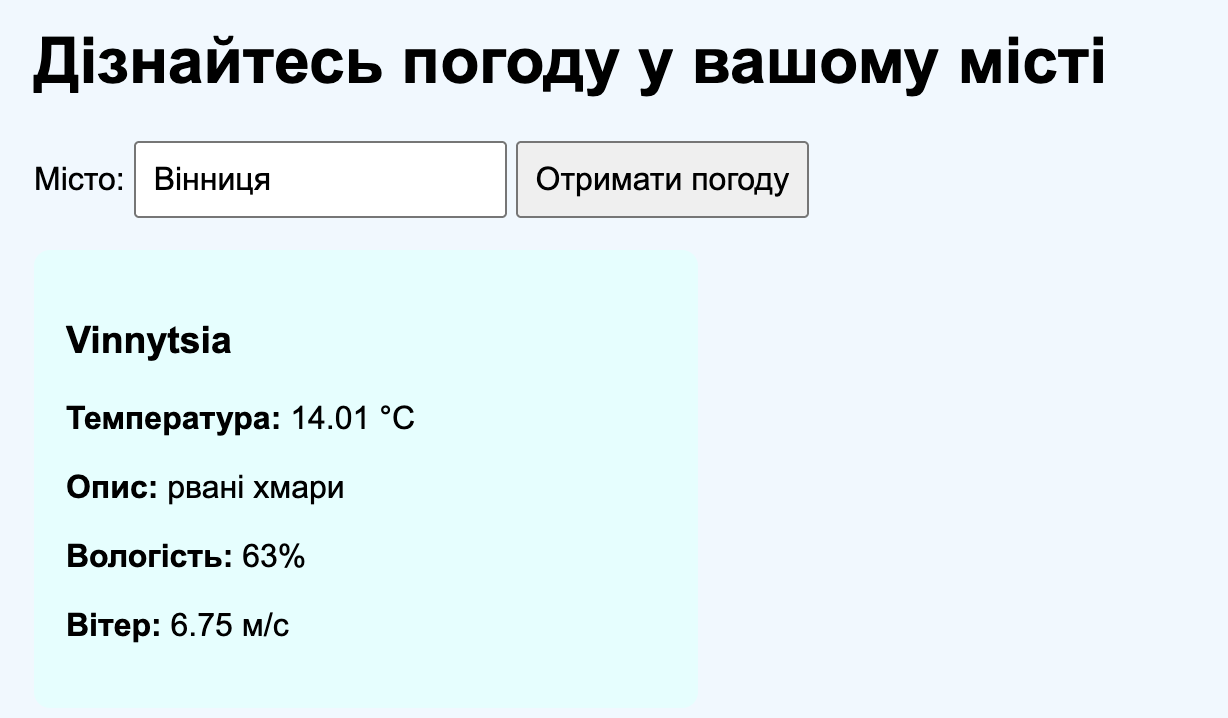 Дізнайтесь погоду у вашому місті
Місто: Вінниця Отримати погоду
Vinnytsia
Температура: 14.01 °C
Опис: рвані хмари
Вологість: 63%
Вітер: 6.75 м/с